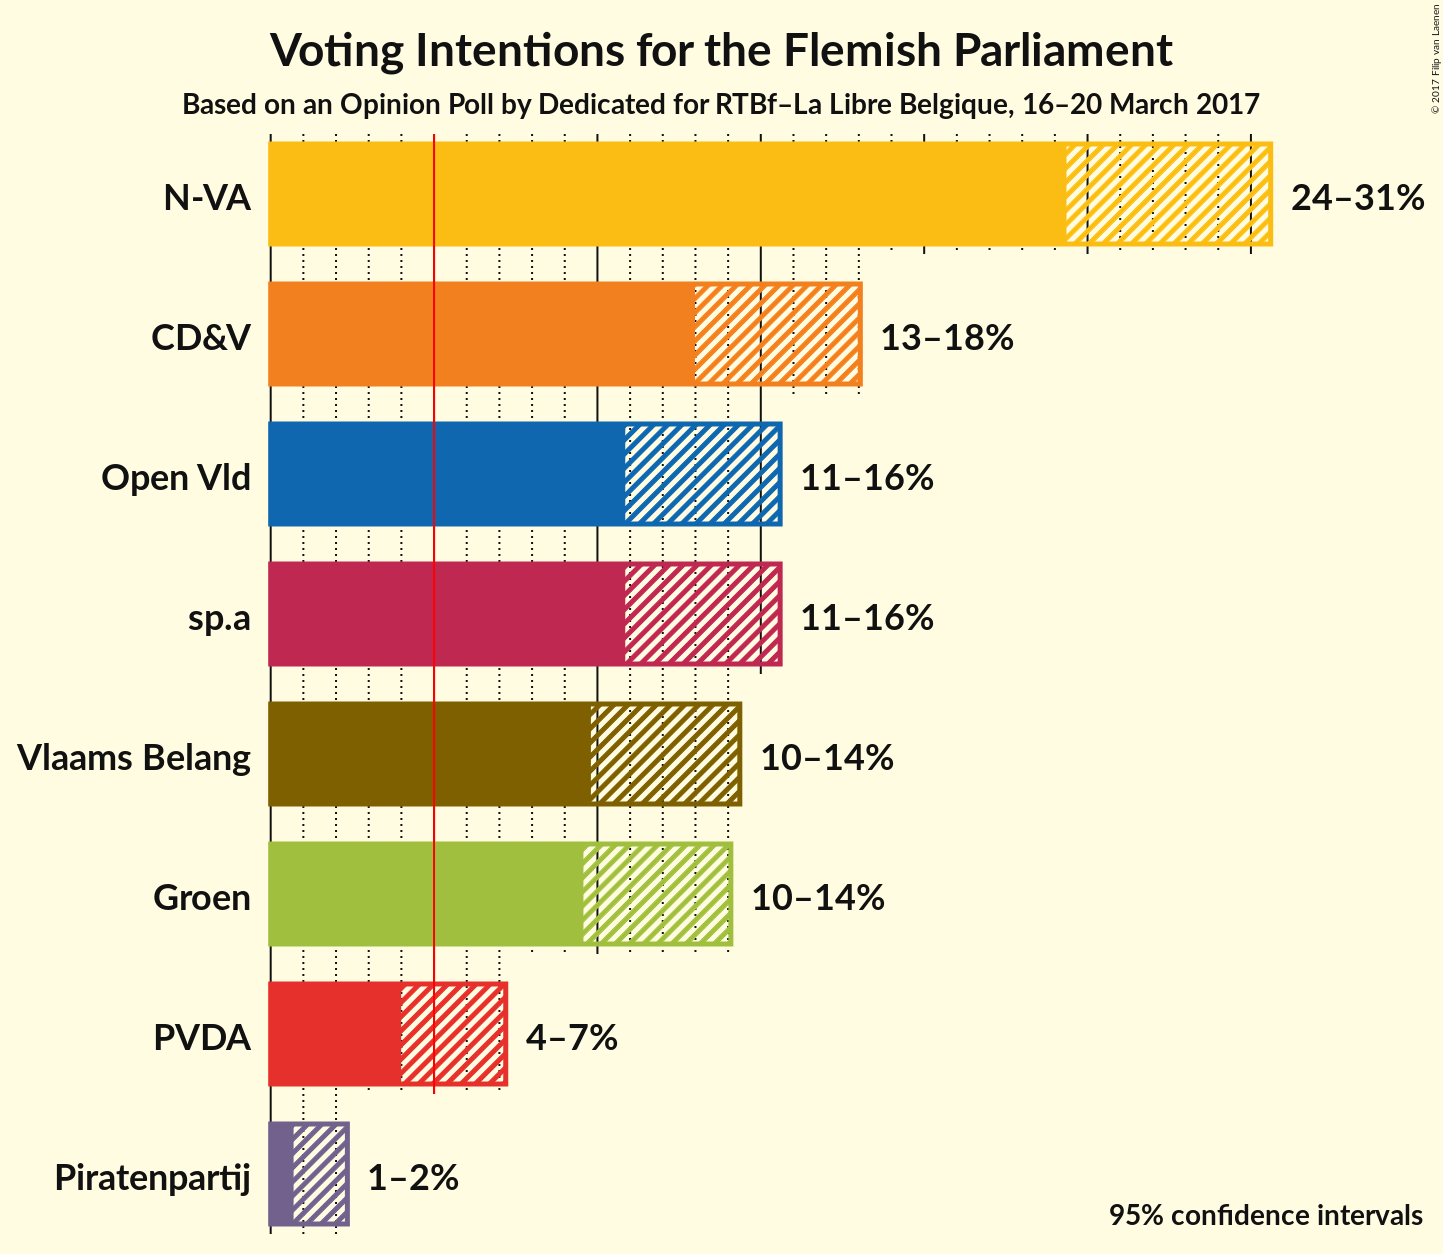 Voting Intentions for the Flemish Parliament
Based on an Opinion Poll by Dedicated for RTBf–La Libre Belgique, 16–20 March 2017
© 2017 Filip van Laenen
N-VA 24–31%
CD&V 13–18%
Open Vld 11–16%
sp.a 11–16%
Vlaams Belang 10–14%
Groen 10–14%
PVDA 4–7%
Piratenpartij 1–2%
95% confidence intervals